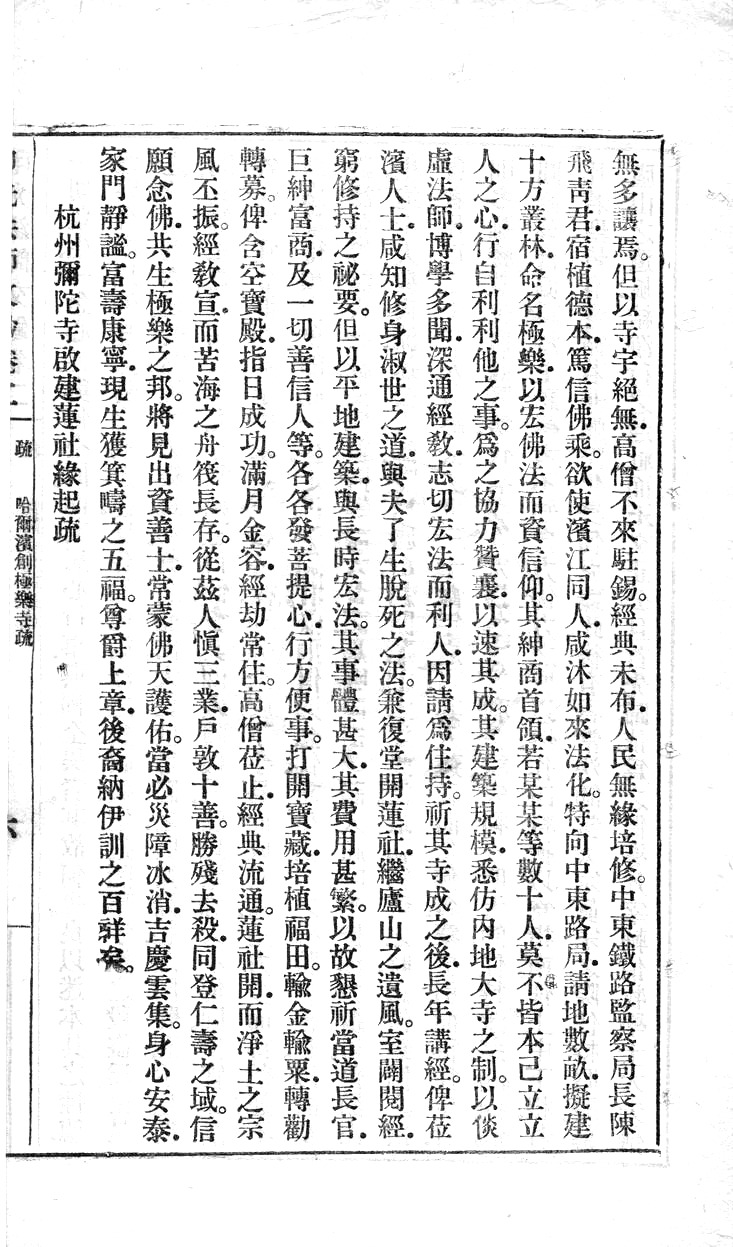 無多讓焉。但以寺宇絕無。高僧不來駐錫。經典未布。人民無緣培修。中東鐵路監察局長陳
飛靑君。宿植德本。篤信佛乘。欲使濱江同人。咸沐如來法化。特向中東路局。請地數畝。擬建
十方叢林。命名極樂。以宏佛法而資信仰。其紳商首領。若某某等數十人。莫不皆本己立立
人之心。行自利利他之事。爲之協力贊襄。以速其成。其建築規模。悉仿內地大寺之制。以倓
虛法師。博學多聞。深通經敎。志切宏法而利人。因請爲住持。祈其寺成之後。長年講經。俾莅
濱人士。咸知修身淑世之道。與夫了生脫死之法。兼復堂開蓮社。繼廬山之遺風。室闢閱經。
窮修持之祕要。但以平地建築。與長時宏法。其事體甚大。其費用甚繁。以故懇祈當道長官。
巨紳富商。及一切善信人等。各各發菩提心。行方便事。打開寶藏。培植福田。輸金輸粟。轉勸
轉募。俾含空寶殿。指日成功。滿月金容。經劫常住。高僧莅止。經典流通。蓮社開而淨土之宗
風丕振。經敎宣。而苦海之舟筏長存。從茲人愼三業。戶敦十善。勝殘去殺。同登仁壽之域。信
願念佛。共生極樂之邦。將見出資善士。常蒙佛天護佑。當必災障冰消。吉慶雲集。身心安泰。
家門靜謐。富壽康寧。現生獲箕疇之五福。尊爵上章。後裔納伊訓之百祥矣。
杭州彌陀寺啟建蓮社緣起疏
疏 哈爾濱創極樂寺疏